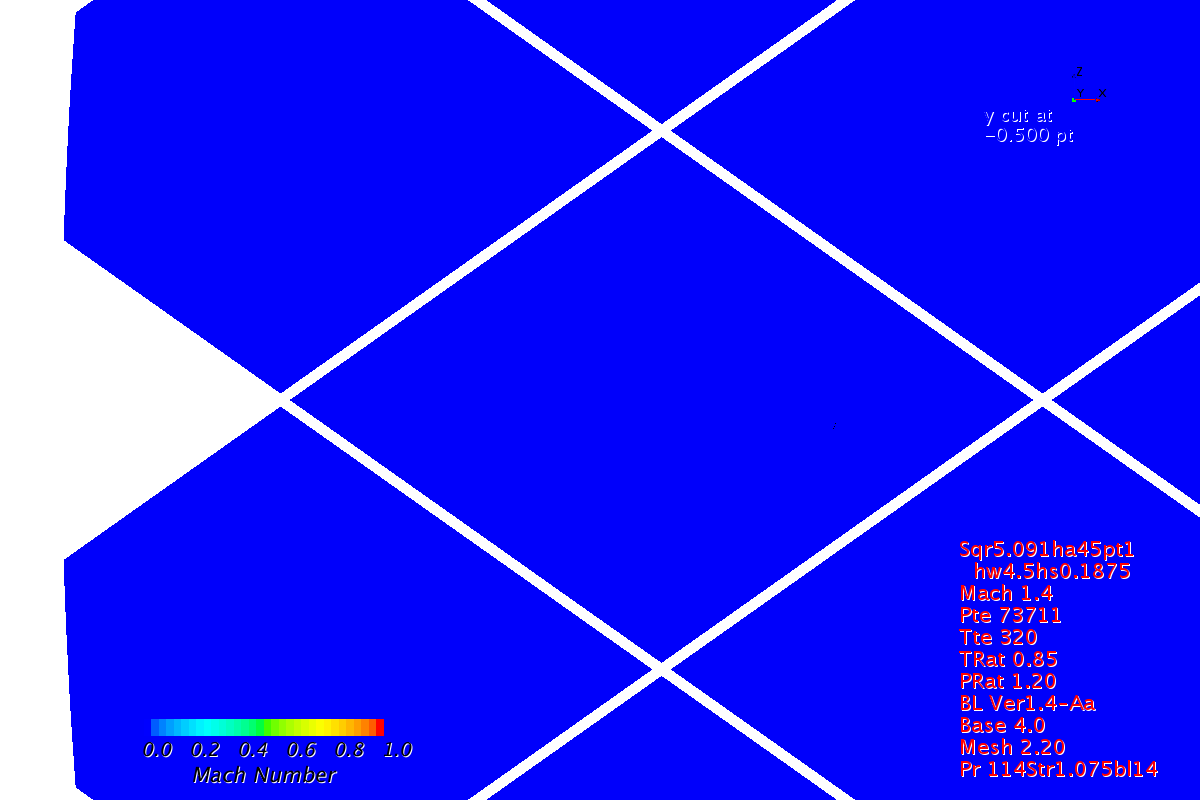 Z
Y X
y cut at
−0.500 pt
Sqr5.091ha45pt1
hw4.5hs0.1875
Mach 1.4
Pte 73711
Tte 320
TRat 0.85
PRat 1.20
BL Ver1.4−Aa
Base 4.0
Mesh 2.20
Pr 114Str1.075bl14
0.0 0.2 0.4 0.6 0.8 1.0
Mach Number